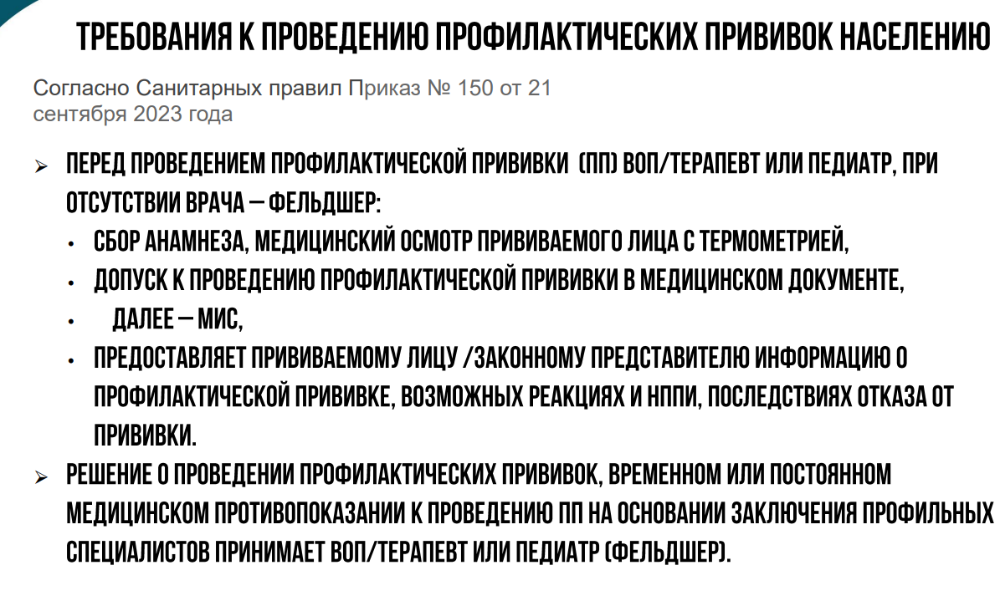 ТРЕБОВАНИЯ К ПРОВЕДЕНИЮ ПРОФИЛАКТИЧЕСКИХ ПРИВИВОК НАСЕЛЕНИЮ
Согласно Санитарных правил Приказ № 150 от 21
сентября 2023 года
➢ ПЕРЕД ПРОВЕДЕНИЕМ ПРОФИЛАКТИЧЕСКОЙ ПРИВИВКИ (ПП) ВОП/ТЕРАПЕВТ ИЛИ ПЕДИАТР, ПРИ
ОТСУТСТВИИ ВРАЧА – ФЕЛЬДШЕР:
• СБОР АНАМНЕЗА, МЕДИЦИНСКИЙ ОСМОТР ПРИВИВАЕМОГО ЛИЦА С ТЕРМОМЕТРИЕЙ,
• ДОПУСК К ПРОВЕДЕНИЮ ПРОФИЛАКТИЧЕСКОЙ ПРИВИВКИ В МЕДИЦИНСКОМ ДОКУМЕНТЕ,
• ДАЛЕЕ – МИС,
• ПРЕДОСТАВЛЯЕТ ПРИВИВАЕМОМУ ЛИЦУ /ЗАКОННОМУ ПРЕДСТАВИТЕЛЮ ИНФОРМАЦИЮ О
ПРОФИЛАКТИЧЕСКОЙ ПРИВИВКЕ, ВОЗМОЖНЫХ РЕАКЦИЯХ И НППИ, ПОСЛЕДСТВИЯХ ОТКАЗА ОТ
ПРИВИВКИ.
➢ РЕШЕНИЕ О ПРОВЕДЕНИИ ПРОФИЛАКТИЧЕСКИХ ПРИВИВОК, ВРЕМЕННОМ ИЛИ ПОСТОЯННОМ
МЕДИЦИНСКОМ ПРОТИВОПОКАЗАНИИ К ПРОВЕДЕНИЮ ПП НА ОСНОВАНИИ ЗАКЛЮЧЕНИЯ ПРОФИЛЬНЫХ
СПЕЦИАЛИСТОВ ПРИНИМАЕТ ВОП/ТЕРАПЕВТ ИЛИ ПЕДИАТР (ФЕЛЬДШЕР).